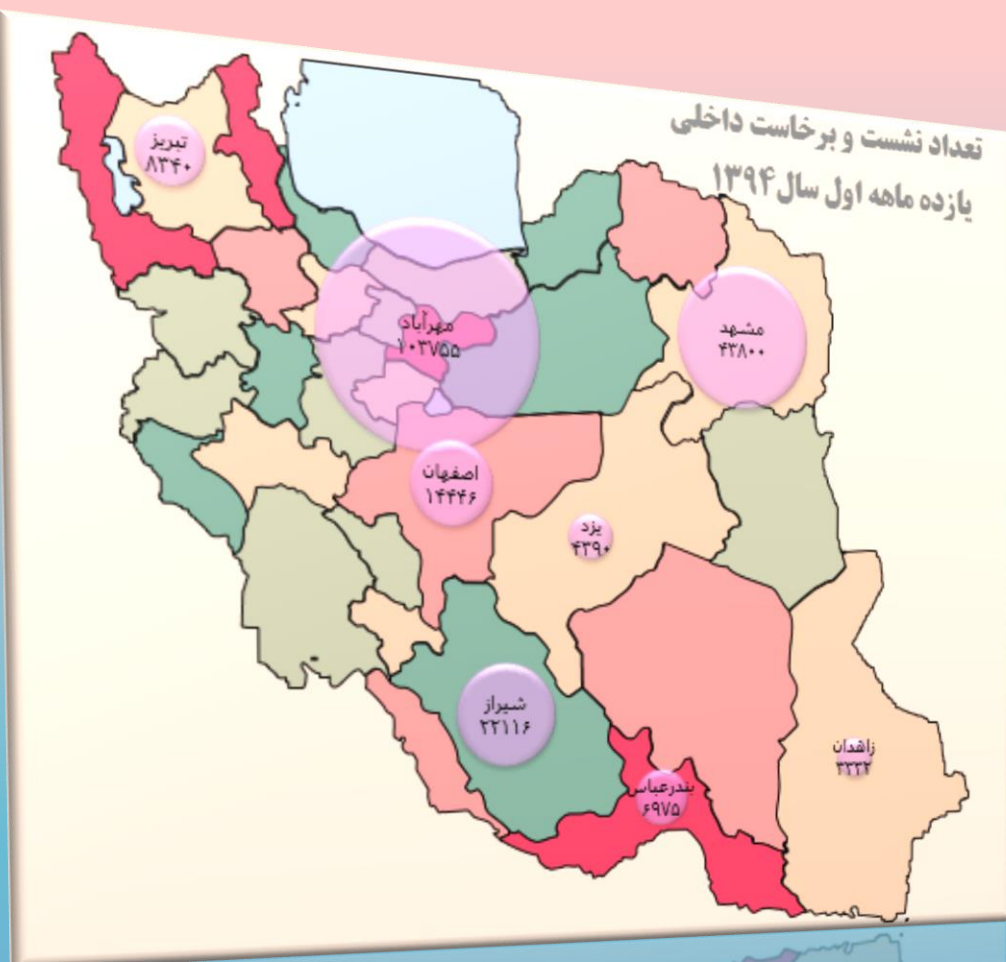 تعداد نشست و برخاست داخلی
یازده ماهه اول سال ۱۳۹۴
تبریز
۸۳۴۰
مهرآباد
۱۰۳۷۵۵
مشهد
۴۳۸۰۰
اصفهان
۱۴۴۴۶
یزد
۴۳۹۰
شیراز
۲۲۱۱۶
زاهدان
بندرعباس
۶۹۷۵